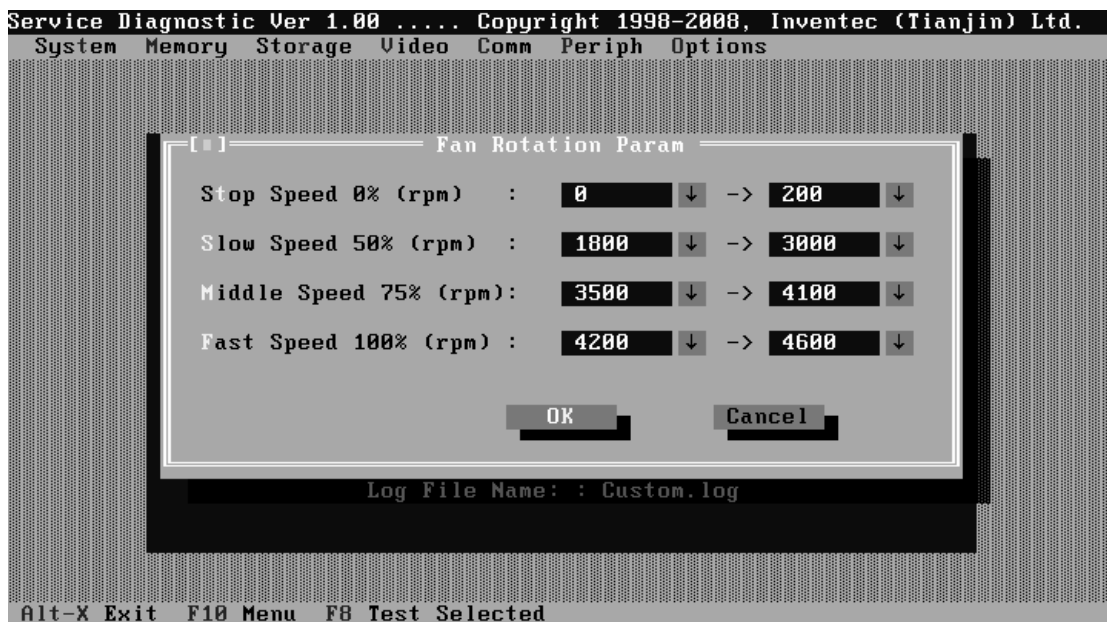 Service Diagnostic Ver 1.00 ..... Copyright 1998-2008, Inventec (Tianjin) Ltd.
System Memory Storage Video Comm Periph Options
[■] Fan Rotation Param
Stop Speed 0% (rpm) : 0 ↓ -> 200 ↓
Slow Speed 50% (rpm) : 1800 ↓ -> 3000 ↓
Middle Speed 75% (rpm): 3500 ↓ -> 4100 ↓
Fast Speed 100% (rpm) : 4200 ↓ -> 4600 ↓
OK Cancel
Log File Name: : Custom.log
Alt-X Exit F10 Menu F8 Test Selected